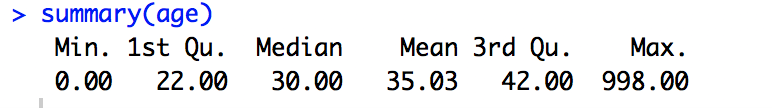 > summary(age)
Min. 1st Qu. Median Mean 3rd Qu. Max.
0.00 22.00 30.00 35.03 42.00 998.00